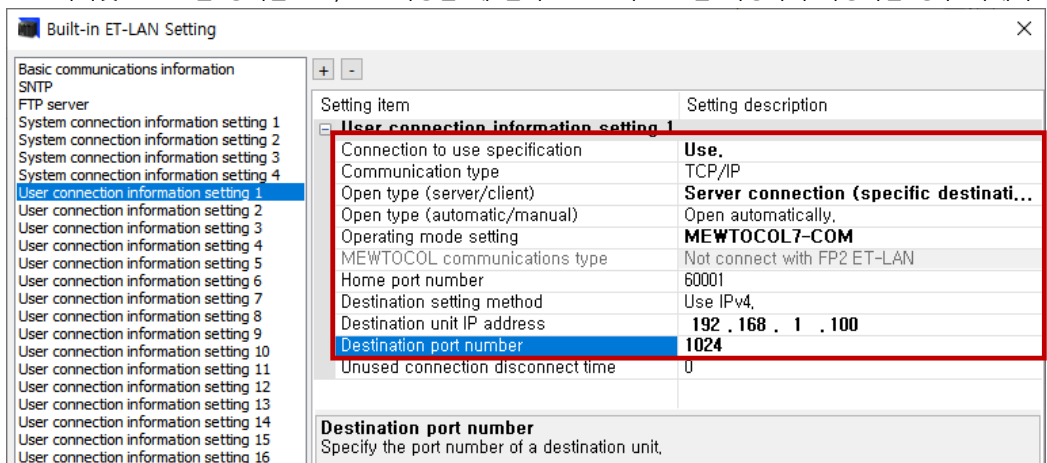 Built-in ET-LAN Setting
Basic communications information
SNTP
FTP server
System connection information setting 1
System connection information setting 2
System connection information setting 3
System connection information setting 4
User connection information setting 1
User connection information setting 2
User connection information setting 3
User connection information setting 4
User connection information setting 5
User connection information setting 6
User connection information setting 7
User connection information setting 8
User connection information setting 9
User connection information setting 10
User connection information setting 11
User connection information setting 12
User connection information setting 13
User connection information setting 14
User connection information setting 15
User connection information setting 16
+ -
Setting item Setting description
User connection information setting 1
Connection to use specification Use.
Communication type TCP/IP
Open type (server/client) Server connection (specific destinati...
Open type (automatic/manual) Open automatically.
Operating mode setting MEWTOCOL7-COM
MEWTOCOL communications type Not connect with FP2 ET-LAN
Home port number 60001
Destination setting method Use IPv4.
Destination unit IP address 192 . 168 . 1 . 100
Destination port number 1024
Unused connection disconnect time 0
Destination port number
Specify the port number of a destination unit.